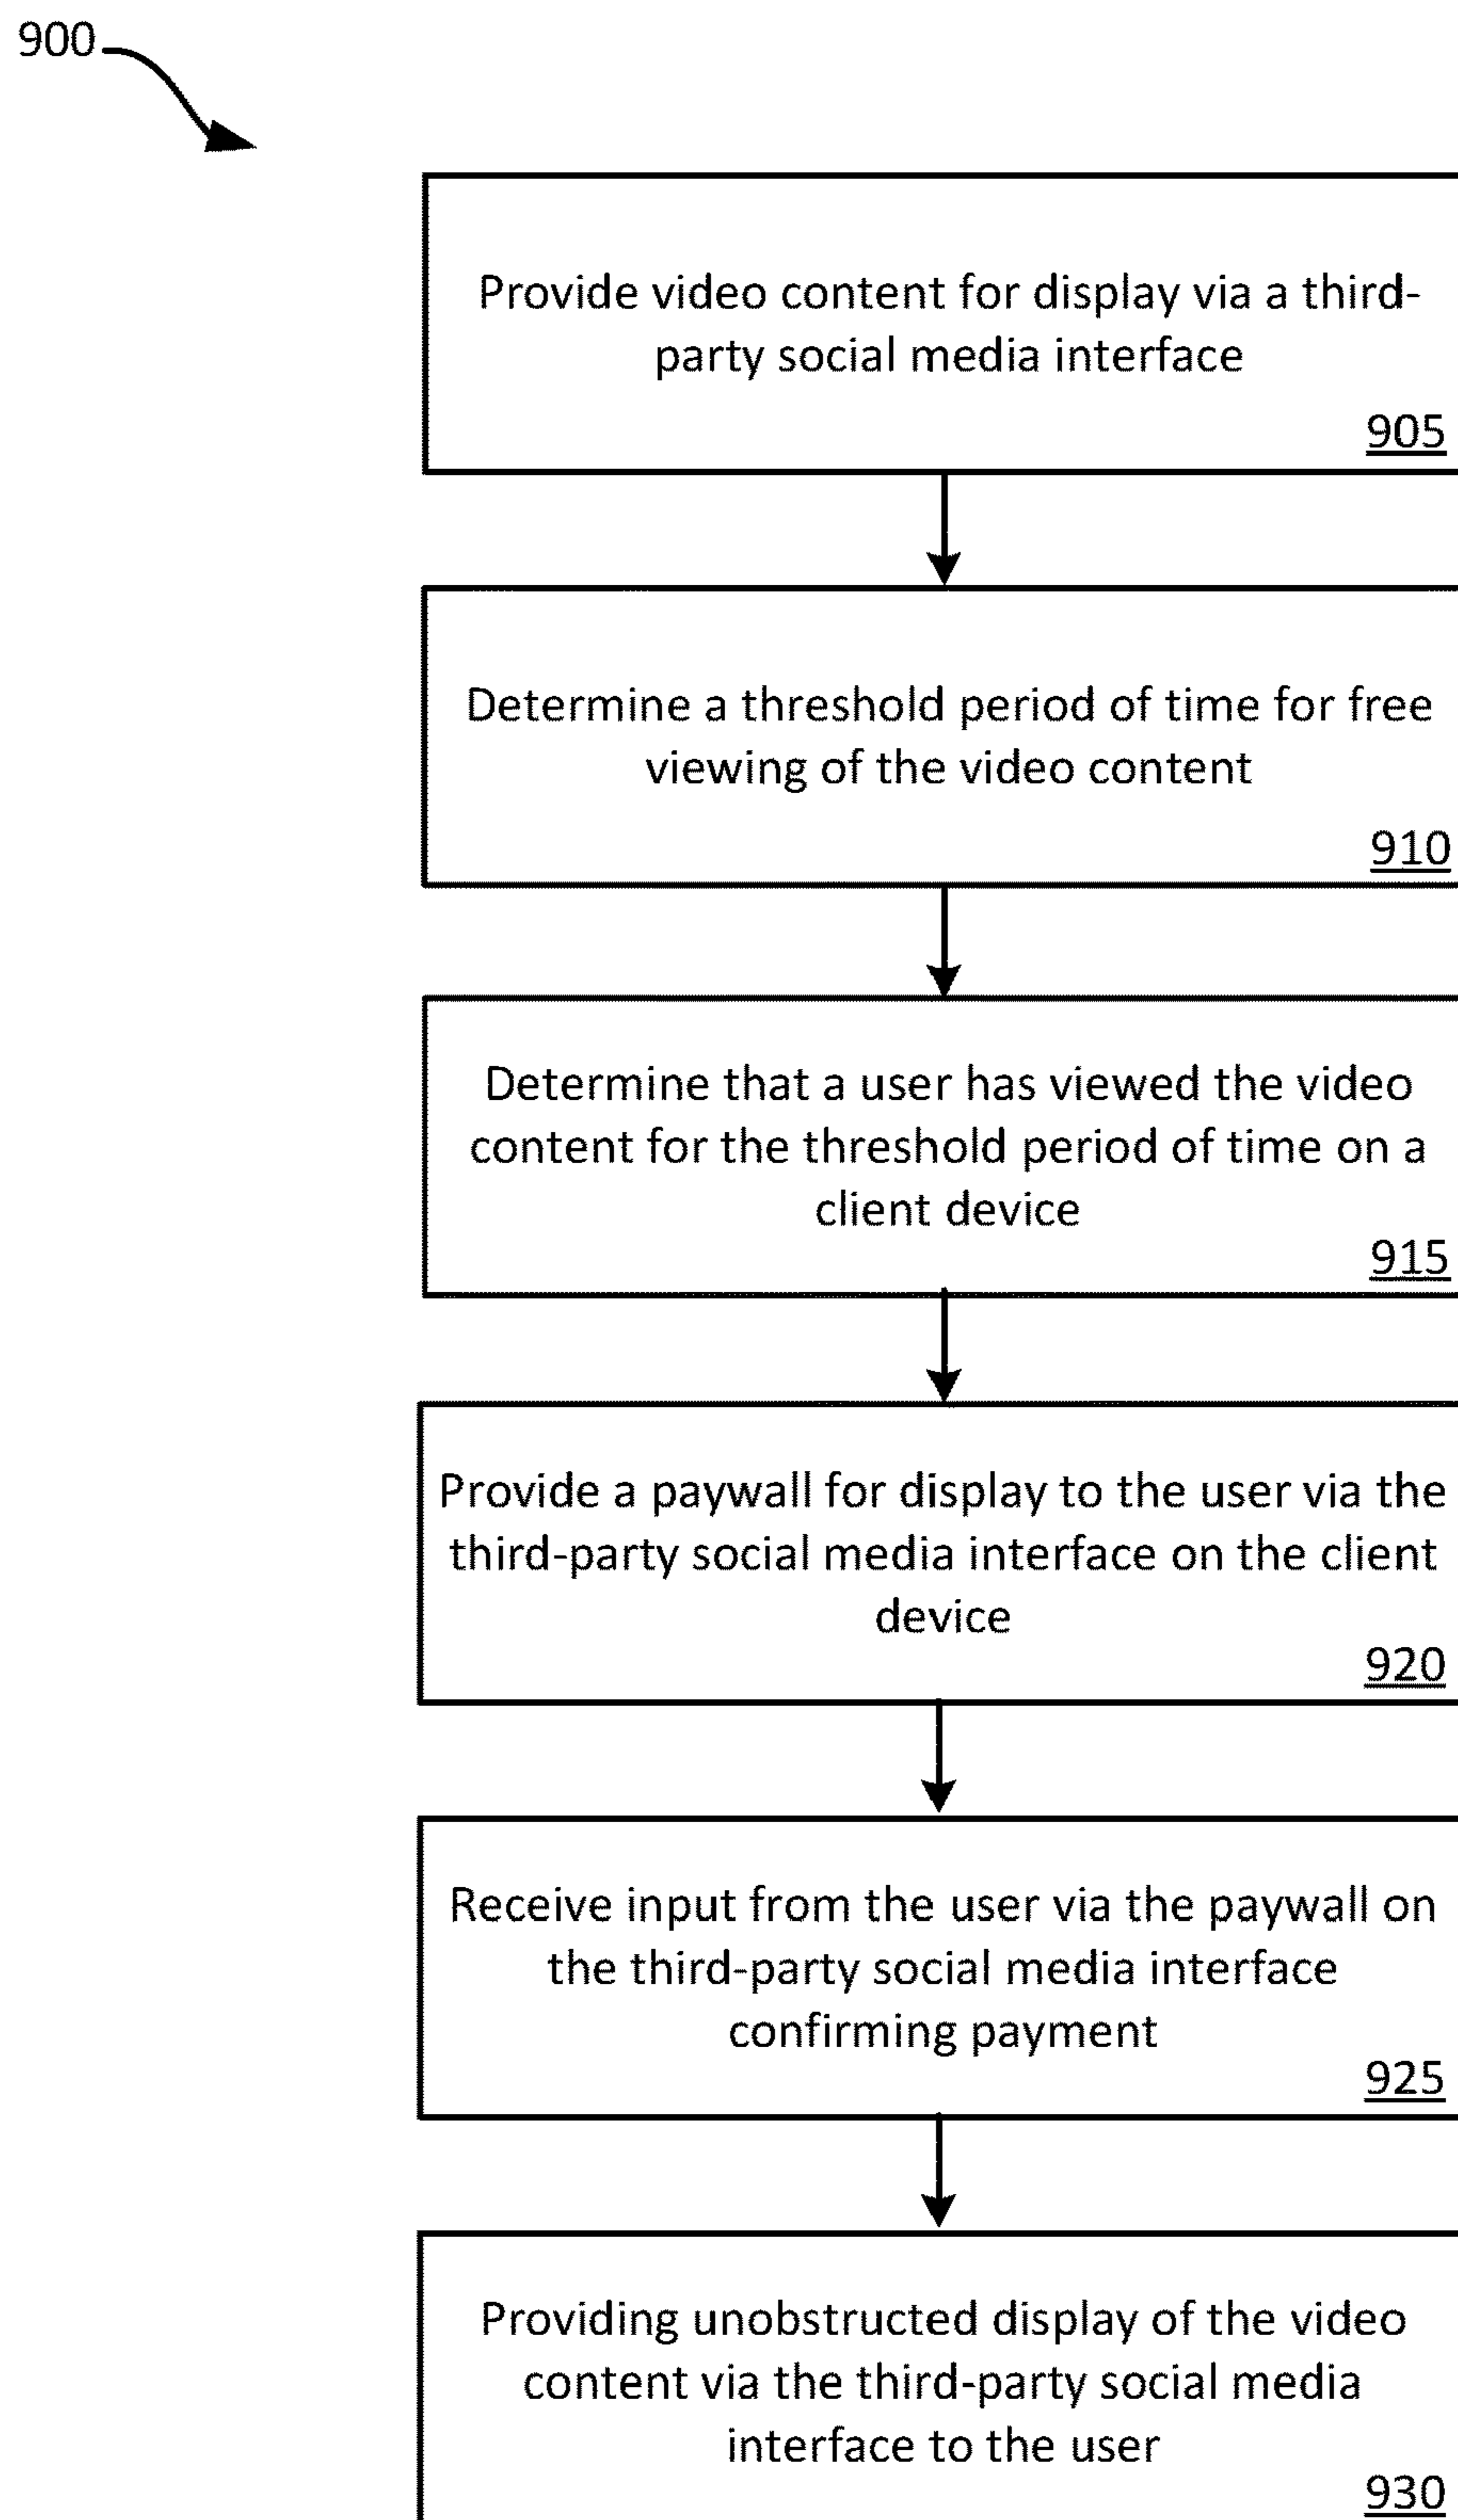 900
Provide video content for display via a third-
party social media interface
905
Determine a threshold period of time for free
viewing of the video content
910
Determine that a user has viewed the video
content for the threshold period of time on a
client device
915
Provide a paywall for display to the user via the
third-party social media interface on the client
device
920
Receive input from the user via the paywall on
the third-party social media interface
confirming payment
925
Providing unobstructed display of the video
content via the third-party social media
interface to the user
930